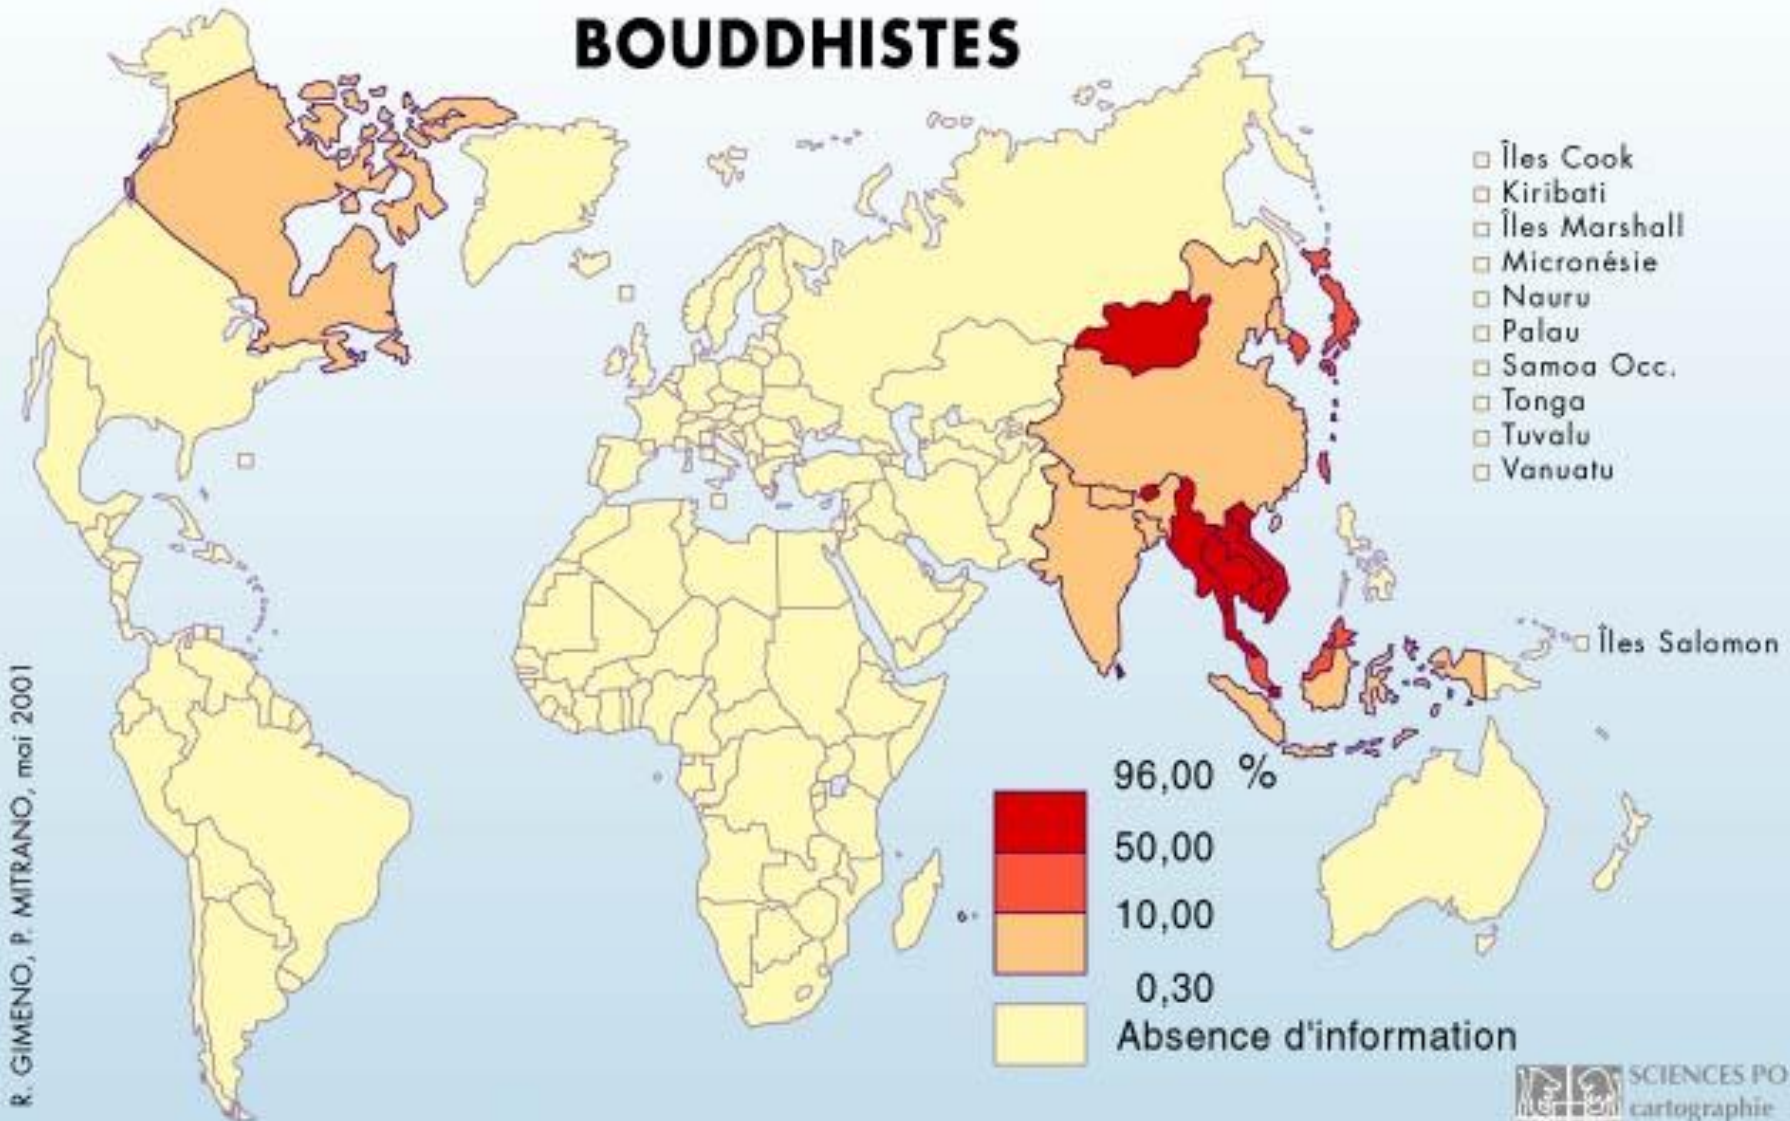 BOUDDHISTES
Îles Cook
Kiribati
Îles Marshall
Micronésie
Nauru
Palau
Samoa Occ.
Tonga
Tuvalu
Vanuatu
Îles Salomon
96,00 %
50,00
10,00
0,30
Absence d'information
R. GIMENO, P. MITRANO, mai 2001
SCIENCES PO
cartographie